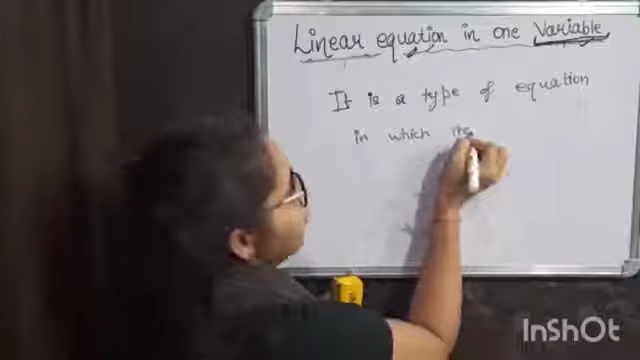 Linear equation in one Variable
It is a type of equation
in which its
InShOt